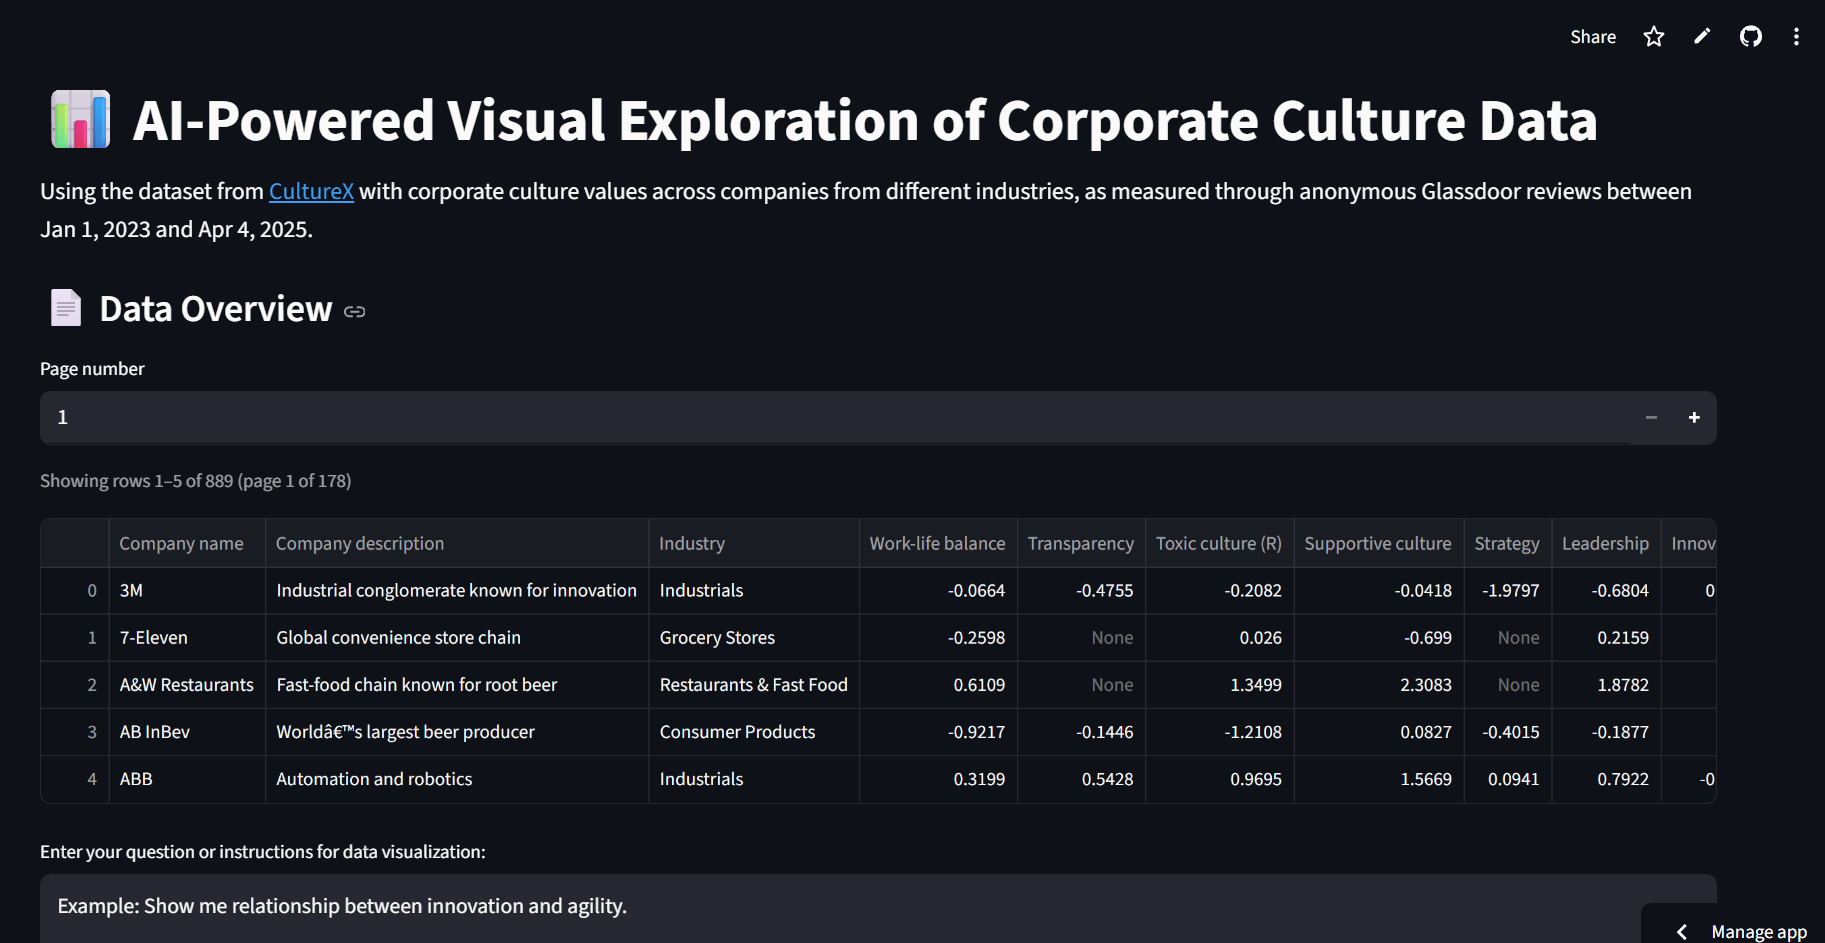 Share
AI-Powered Visual Exploration of Corporate Culture Data
Using the dataset from CultureX with corporate culture values across companies from different industries, as measured through anonymous Glassdoor reviews between
Jan 1, 2023 and Apr 4, 2025.
Data Overview
Page number
1
Showing rows 1–5 of 889 (page 1 of 178)
Company name Company description Industry Work-life balance Transparency Toxic culture (R) Supportive culture Strategy Leadership Innov
0 3M Industrial conglomerate known for innovation Industrials -0.0664 -0.4755 -0.2082 -0.0418 -1.9797 -0.6804 0
1 7-Eleven Global convenience store chain Grocery Stores -0.2598 None 0.026 -0.699 None 0.2159
2 A&W Restaurants Fast-food chain known for root beer Restaurants & Fast Food 0.6109 None 1.3499 2.3083 None 1.8782
3 AB InBev Worldâ€™s largest beer producer Consumer Products -0.9217 -0.1446 -1.2108 0.0827 -0.4015 -0.1877
4 ABB Automation and robotics Industrials 0.3199 0.5428 0.9695 1.5669 0.0941 0.7922 -0
Enter your question or instructions for data visualization:
Example: Show me relationship between innovation and agility.
Manage app